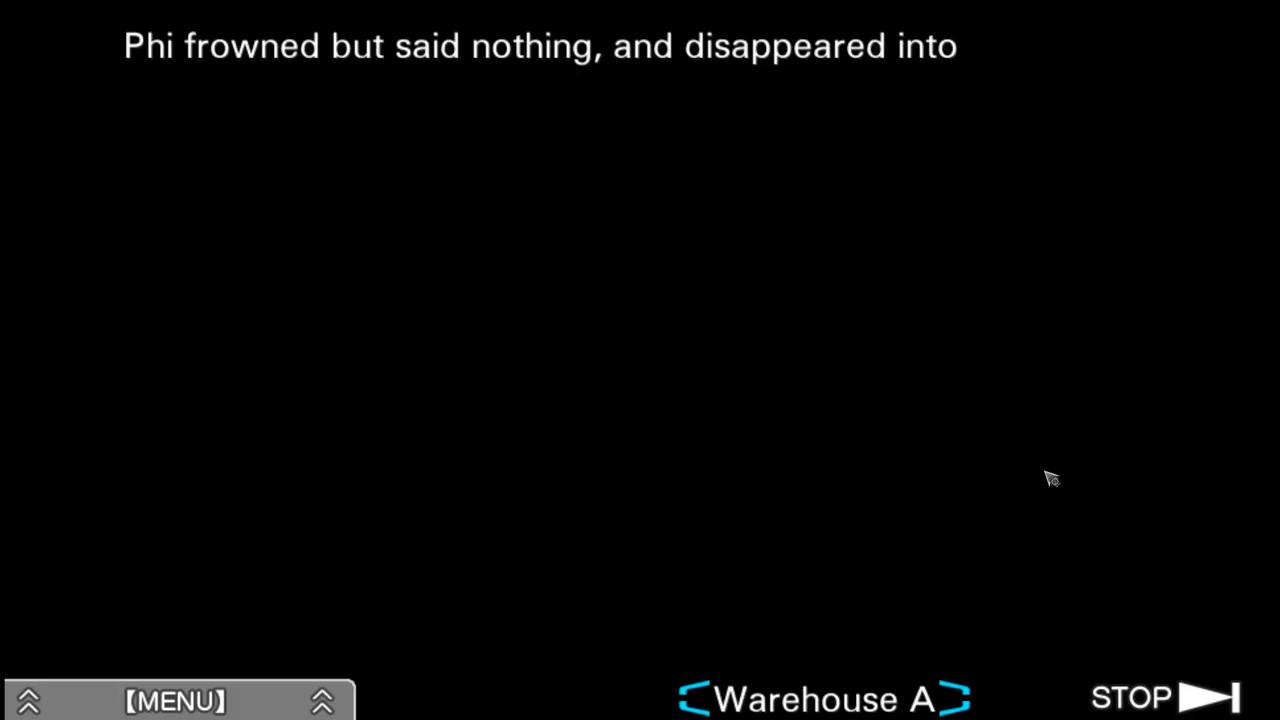 Phi frowned but said nothing, and disappeared into
【MENU】
Warehouse A
STOP